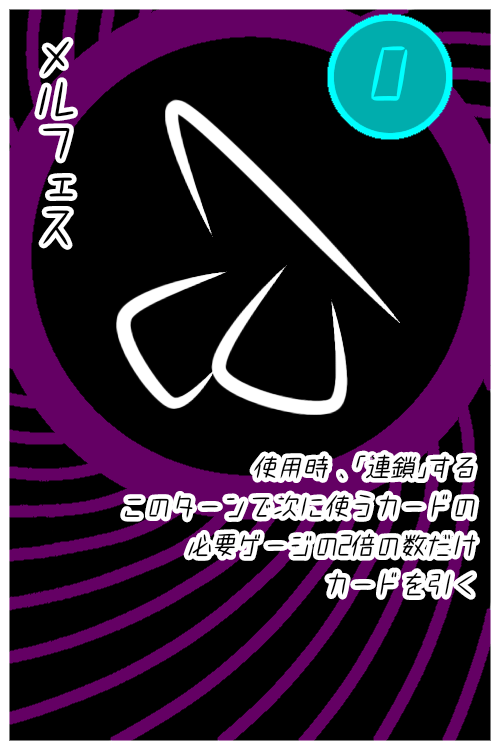 メルフェス
0
使用時、「連鎖」する
このターンで次に使うカードの
必要ゲージの2倍の数だけ
カードを引く